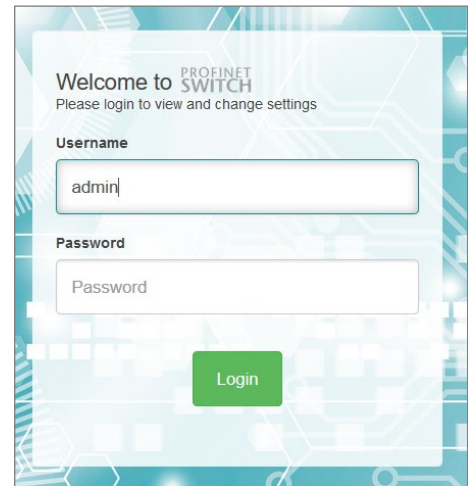 Welcome to PROFINET SWITCH
Please login to view and change settings
Username
admin
Password
Password
Login